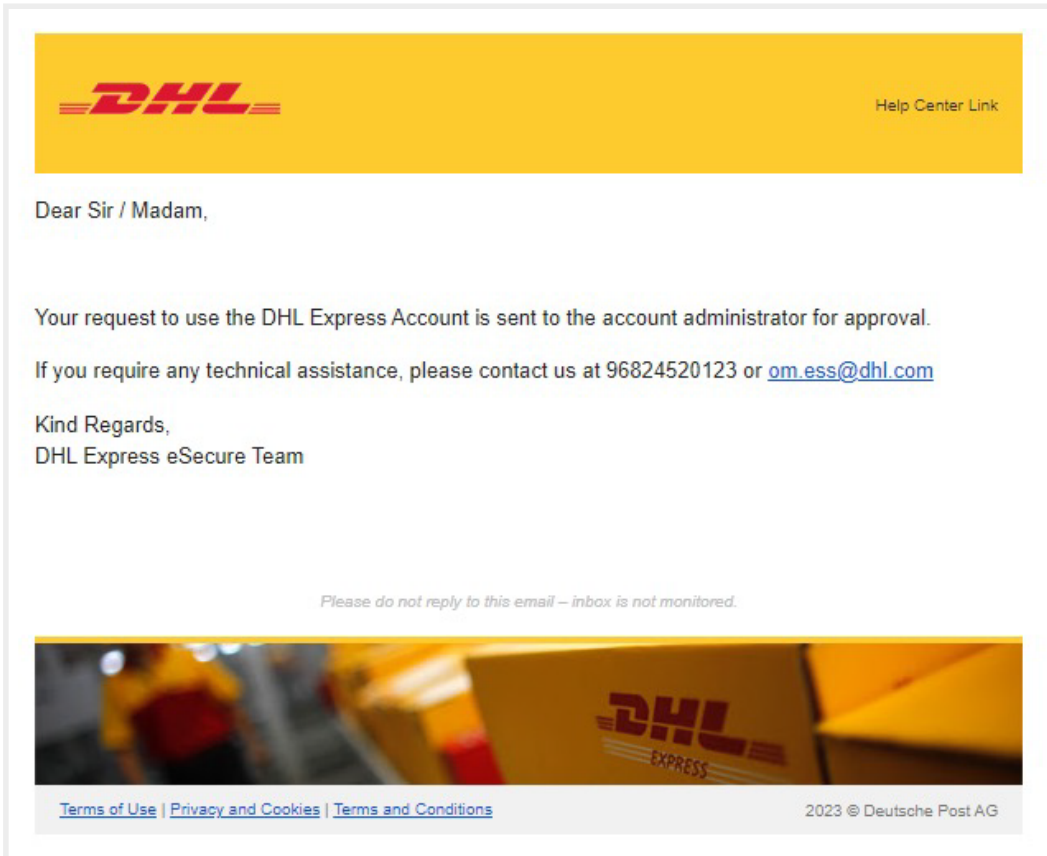 DHL
Help Center Link
Dear Sir / Madam,
Your request to use the DHL Express Account is sent to the account administrator for approval.
If you require any technical assistance, please contact us at 96824520123 or om.ess@dhl.com
Kind Regards,
DHL Express eSecure Team
Please do not reply to this email – inbox is not monitored.
DHL
EXPRESS
Terms of Use | Privacy and Cookies | Terms and Conditions
2023 © Deutsche Post AG